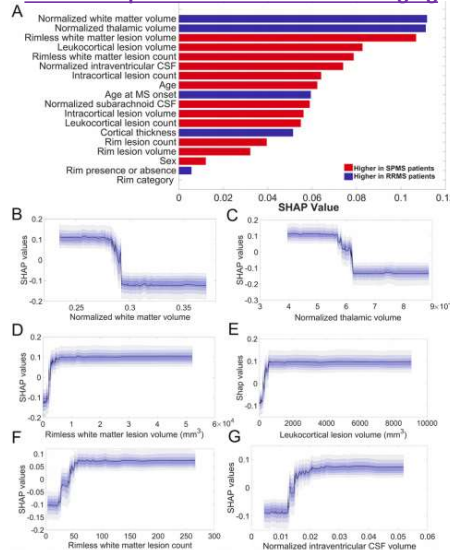 A
Normalized white matter volume
Normalized thalamic volume
Rimless white matter lesion volume
Leukocortical lesion volume
Rimless white matter lesion count
Normalized intraventricular CSF
Intracortical lesion count
Age
Age at MS onset
Normalized subarachnoid CSF
Intracortical lesion volume
Leukocortical lesion count
Cortical thickness
Rim lesion count
Rim lesion volume
Sex
Rim presence or absence
Rim category
Higher in SPMS patients
Higher in RRMS patients
0 0.02 0.04 0.06 0.08 0.1 0.12
SHAP Value
B
SHAP values
0.2
0.1
0
-0.1
-0.2
0.25 0.3 0.35
Normalized white matter volume
C
SHAP values
0.2
0.1
0
-0.1
-0.2
-0.3
3 4 5 6 7 8
Normalized thalamic volume
D
SHAP values
0.2
0.1
0
0 1 2 3 4 5
Rimless white matter lesion volume (mm³)
E
Shap values
0.2
0.1
0
0.1
0 2000 4000 6000 8000 10000
Leukocortical lesion volume (mm³)
F
SHAP values
0.15
0.1
0.05
0
-0.05
-0.1
-0.15
-0.2
0 50 100 150 200 250 300
Rimless white matter lesion count
G
SHAP values
0.2
0.1
0
0 0.01 0.02 0.03 0.04 0.05 0.06
Normalized intraventricular CSF volume